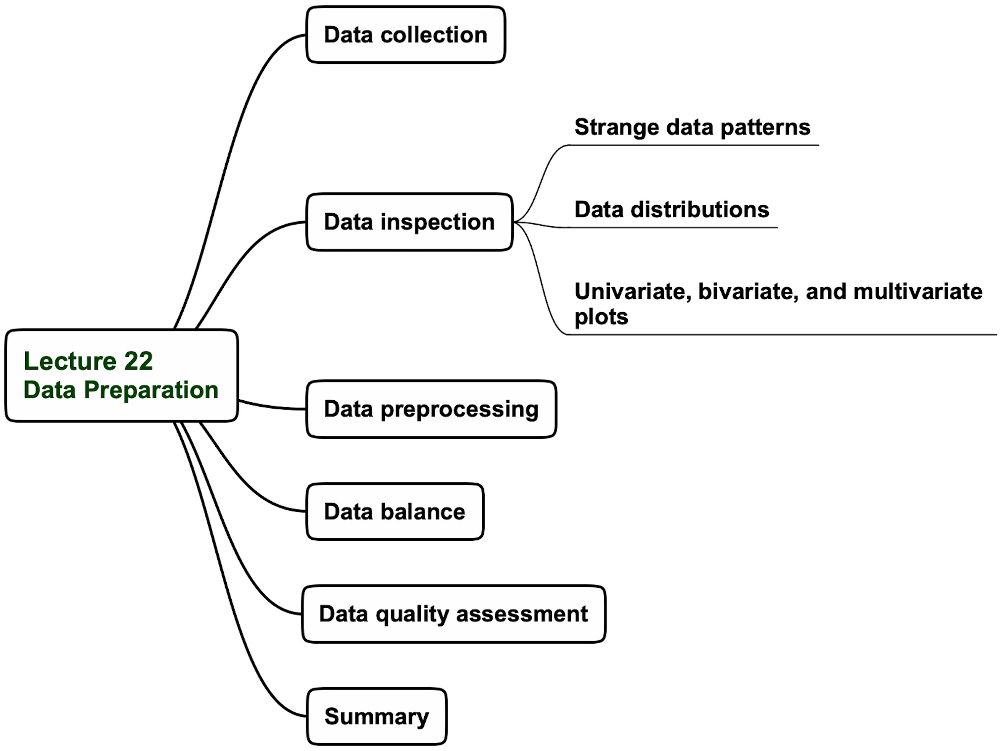 Data collection
Strange data patterns
Data inspection
Data distributions
Univariate, bivariate, and multivariate
plots
Lecture 22
Data Preparation
Data preprocessing
Data balance
Data quality assessment
Summary